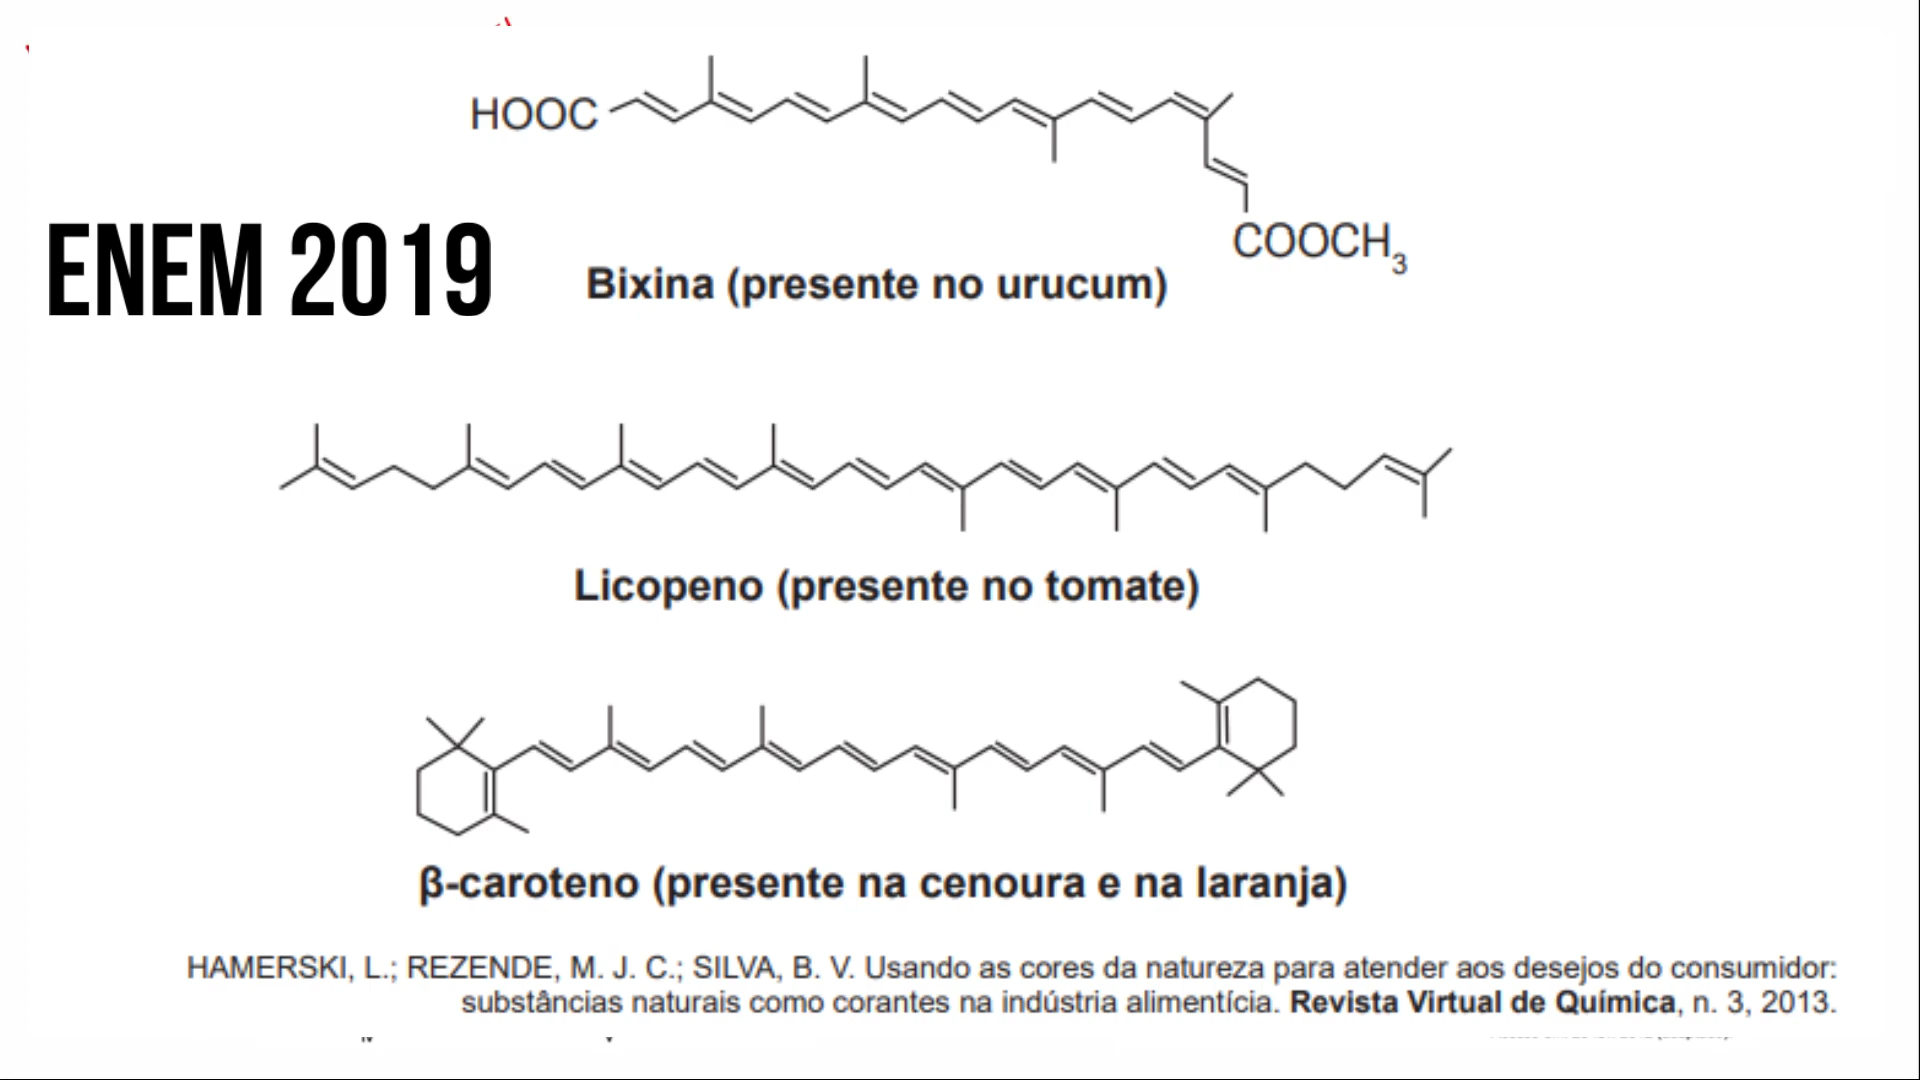 HOOC
COOCH3
ENEM 2019
Bixina (presente no urucum)
Licopeno (presente no tomate)
β-caroteno (presente na cenoura e na laranja)
HAMERSKI, L.; REZENDE, M. J. C.; SILVA, B. V. Usando as cores da natureza para atender aos desejos do consumidor:
substâncias naturais como corantes na indústria alimentícia. Revista Virtual de Química, n. 3, 2013.